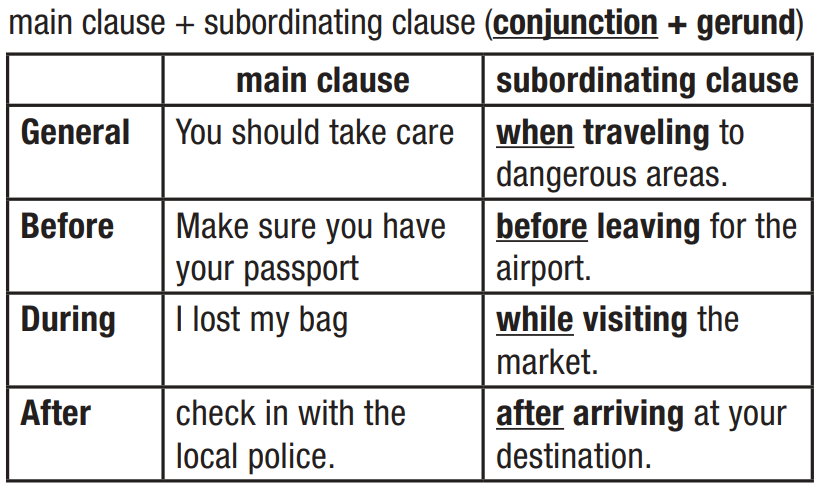 main clause + subordinating clause (conjunction + gerund)
main clause subordinating clause
General You should take care when traveling to
dangerous areas.
Before Make sure you have before leaving for the
your passport airport.
During I lost my bag while visiting the
market.
After check in with the after arriving at your
local police. destination.